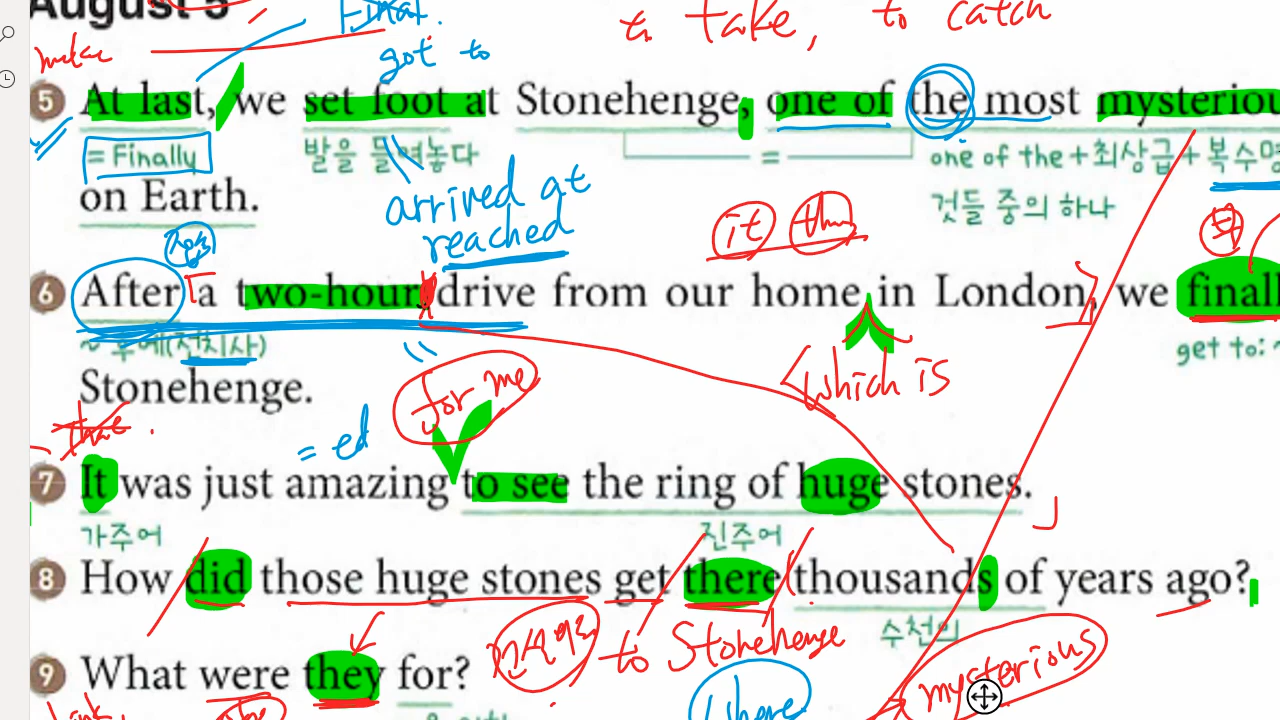 August 5
Final.
to take, to catch
make
got to
5 At last, we set foot at Stonehenge, one of the most mysteriou
= Finally
발을 들여놓다
=
one of the + 최상급 + 복수명
것들 중의 하나
on Earth.
arrived at
reached
it
6 After a two-hour drive from our home in London, we finall
~ 후에(전치사)
get to: ~
which is
Stonehenge.
for me
that.
= ed
7 It was just amazing to see the ring of huge stones.
가주어
진주어
8 How did those huge stones get there thousands of years ago?
수천의
to Stonehenge
9 What were they for?
mysterious
where